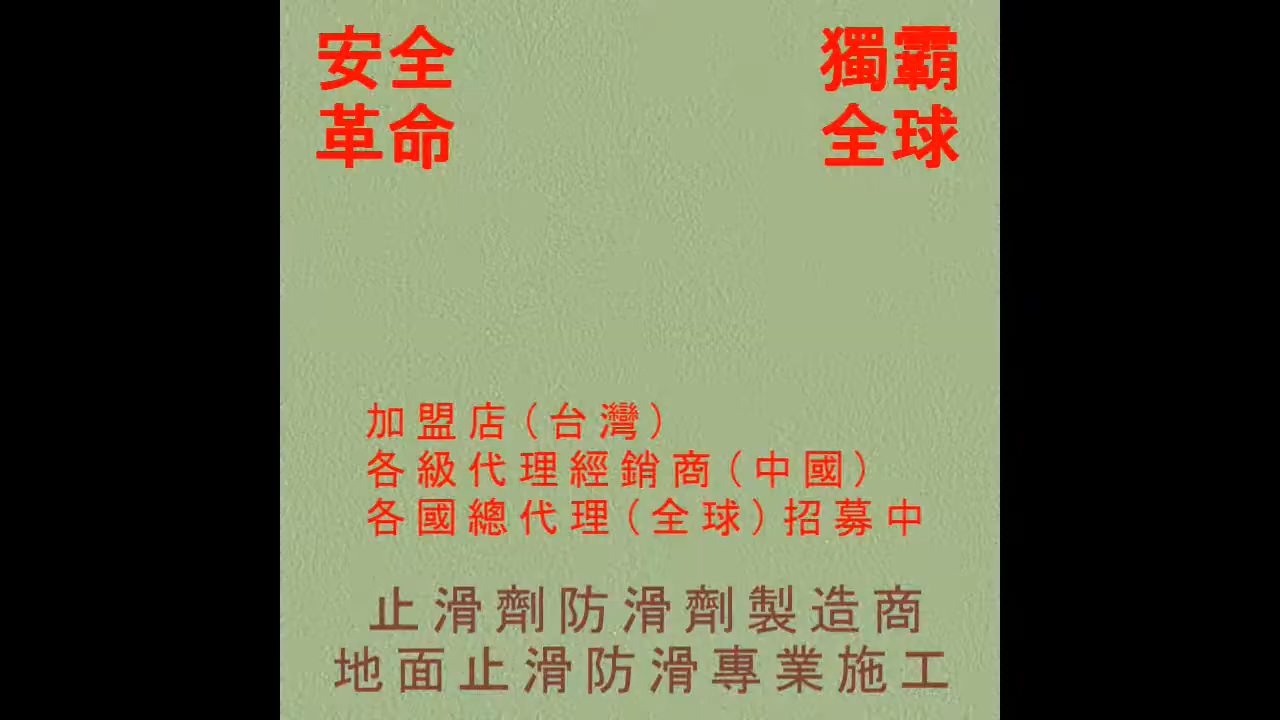 安全
革命
獨霸
全球
加盟店(台灣)
各級代理經銷商(中國)
各國總代理(全球)招募中
止滑劑防滑劑製造商
地面止滑防滑專業施工